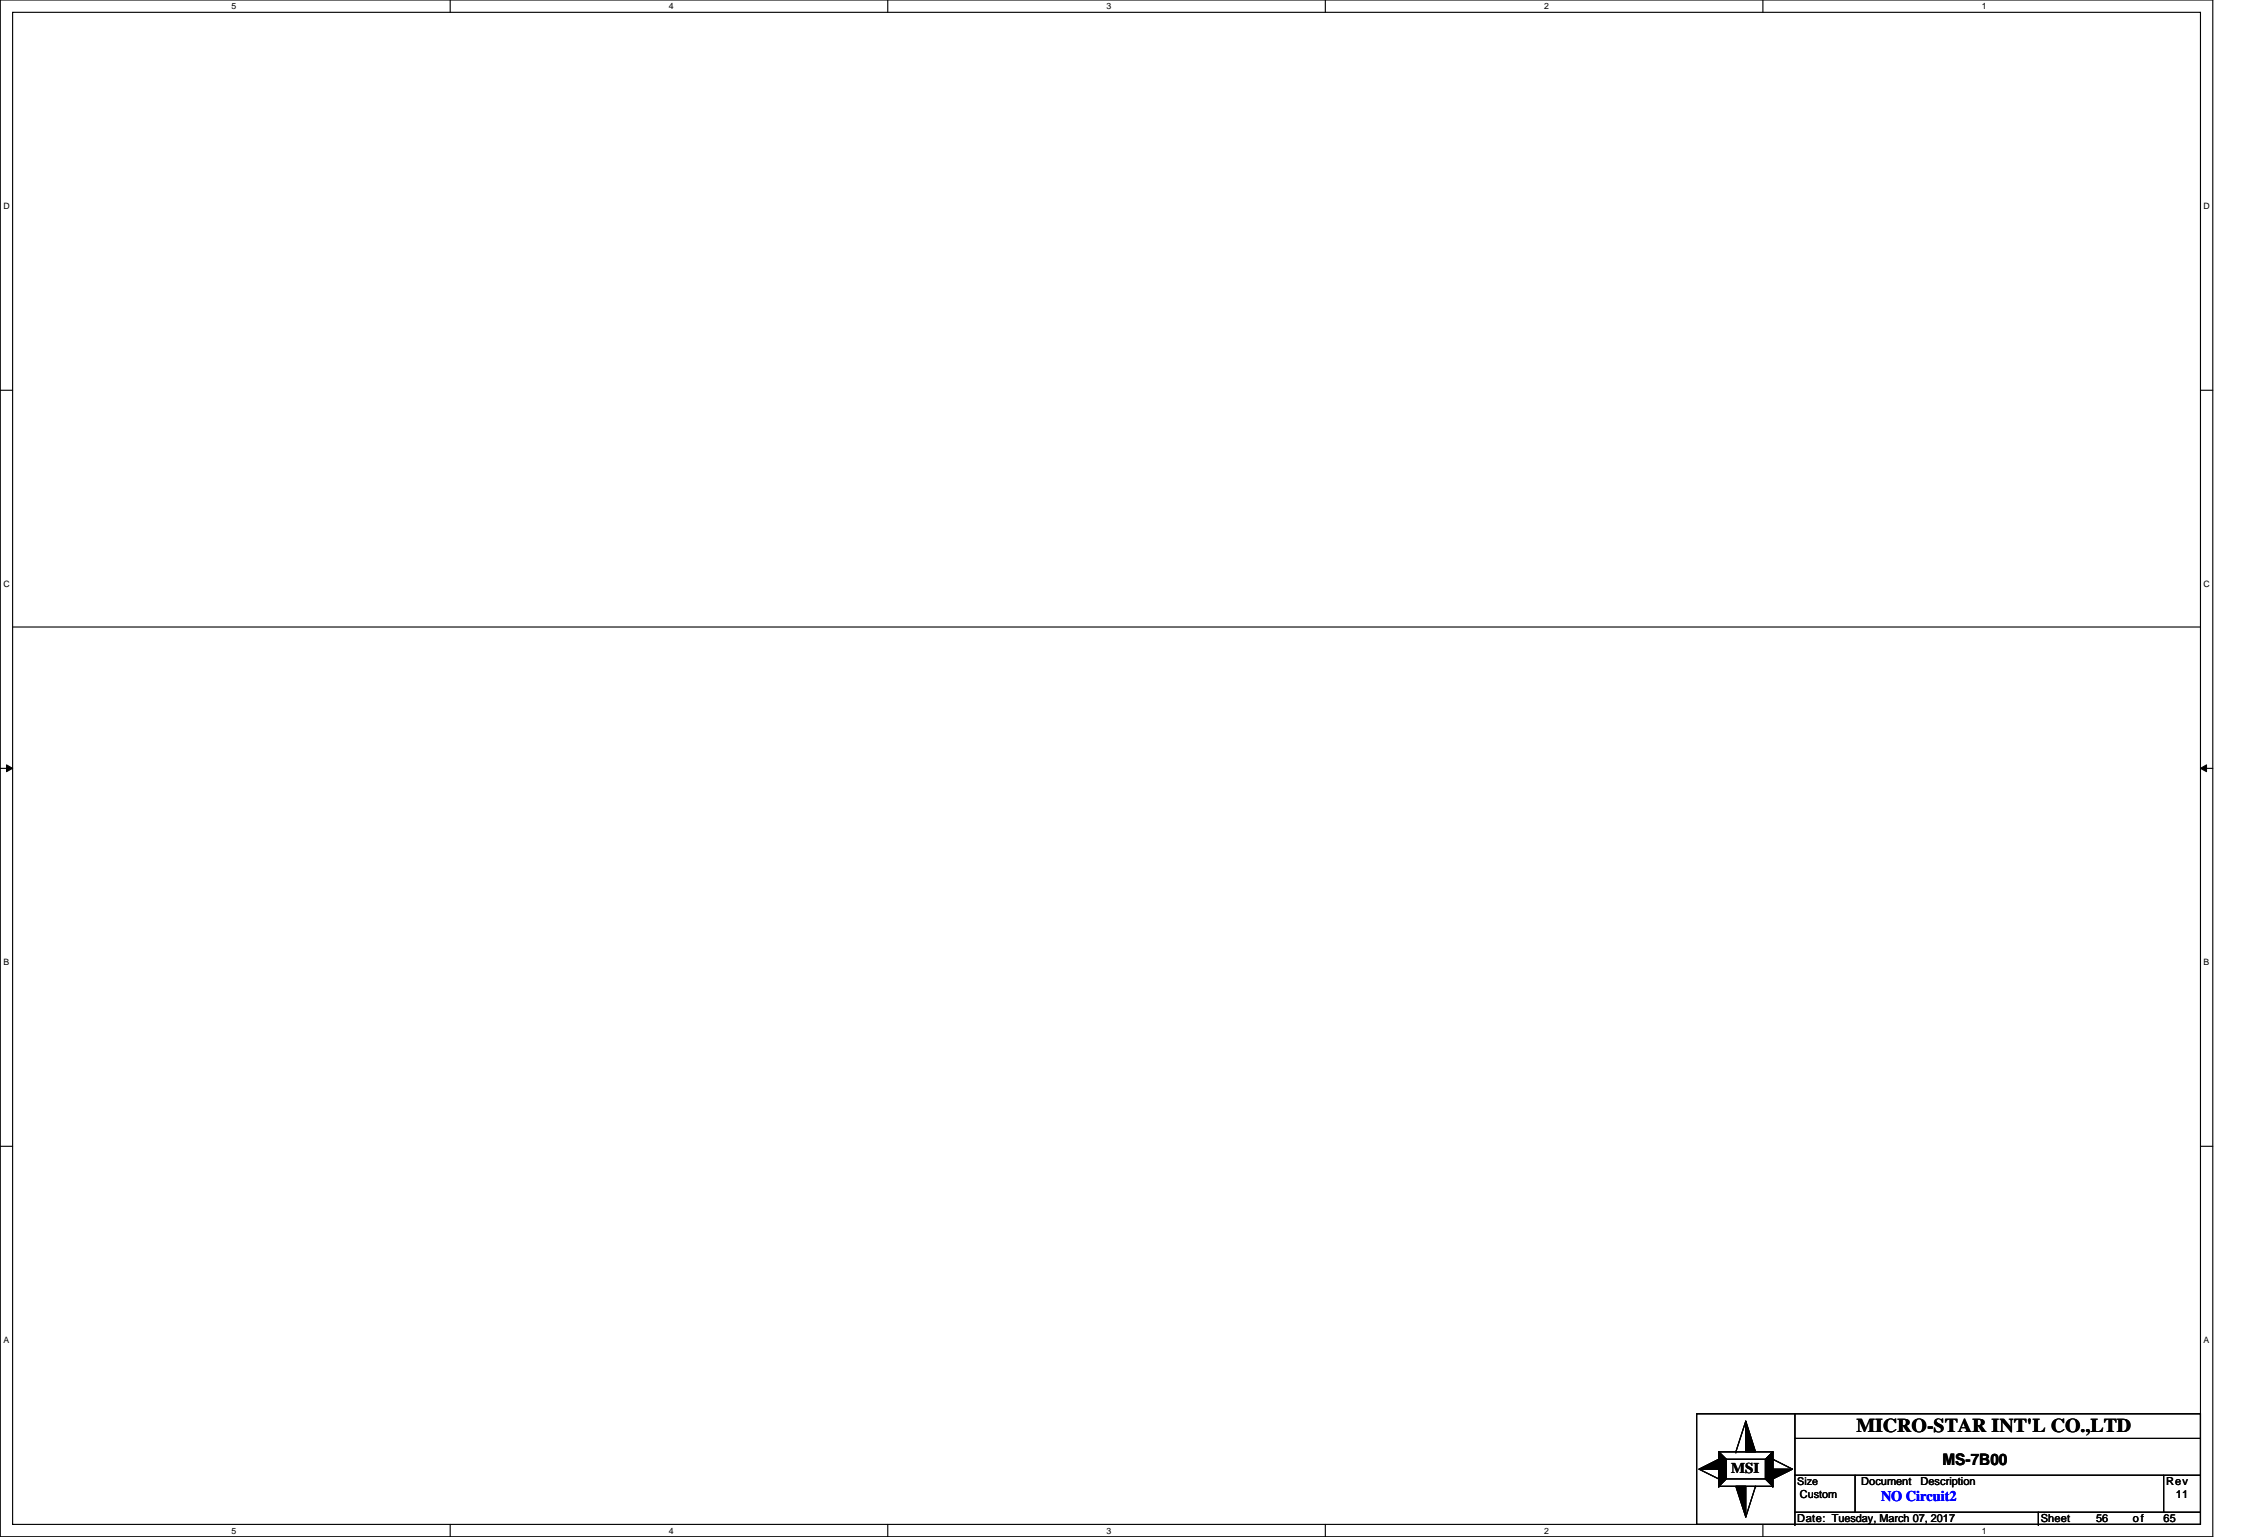 5 4 3 2 1
D D
C C
B B
A A
MICRO-STAR INT'L CO.,LTD
MS-7B00
MSI
Size Document Description Rev
Custom NO Circuit2 11
Date: Tuesday, March 07, 2017 Sheet 56 of 65
5 4 3 2 1